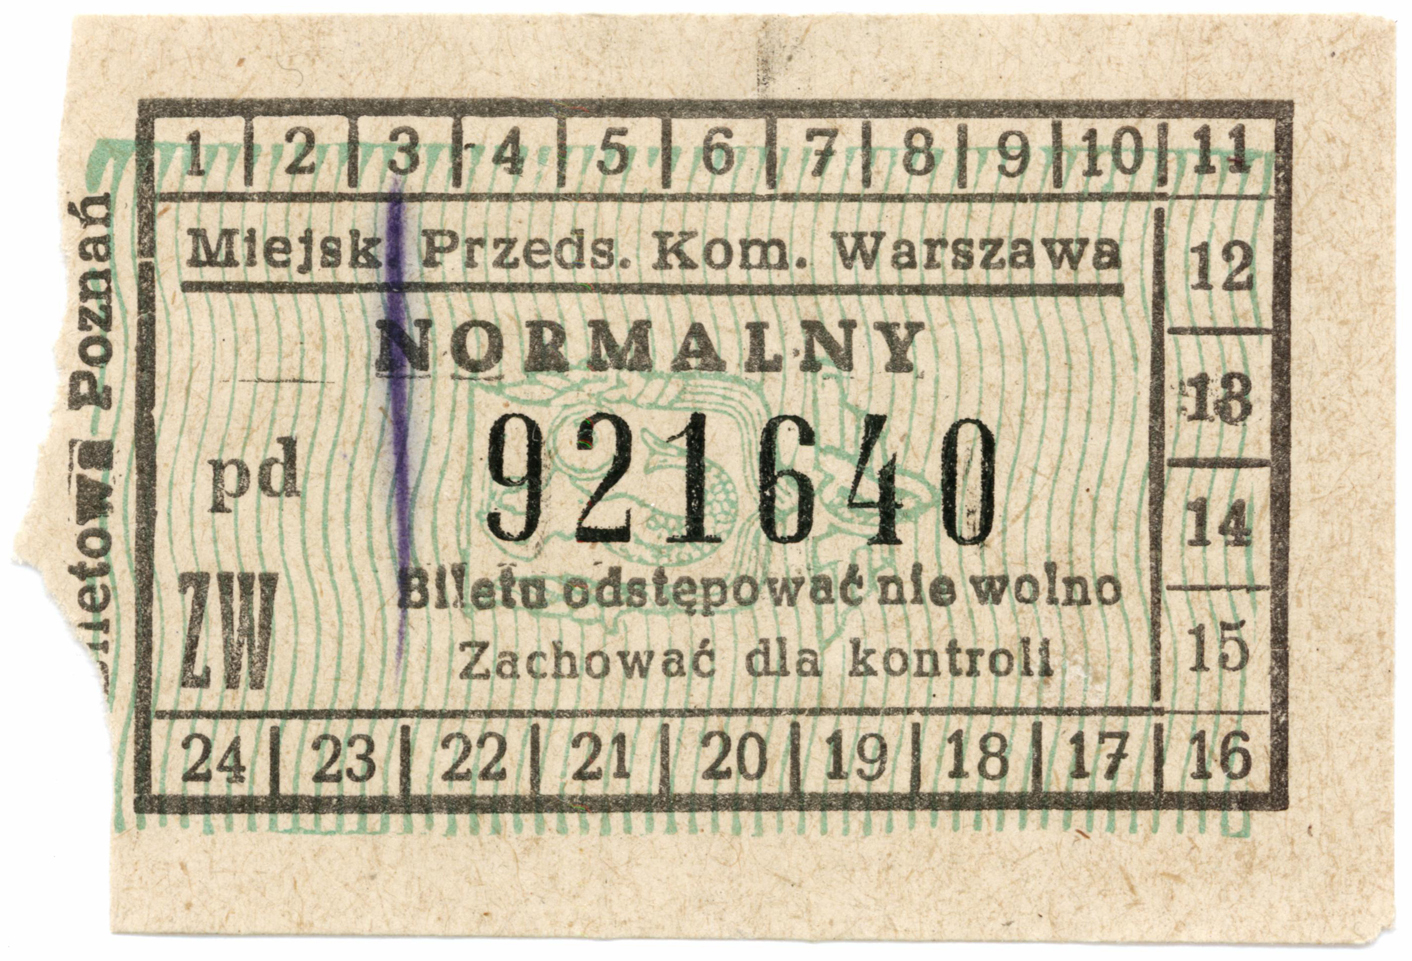 1 2 3 4 5 6 7 8 9 10 11
Miejsk. Przeds. Kom. Warszawa
12
NORMALNY
13
pd
921640
14
ZW
Biletu odstępować nie wolno
Zachować dla kontroli
15
24 23 22 21 20 19 18 17 16
Biletowa Poznań